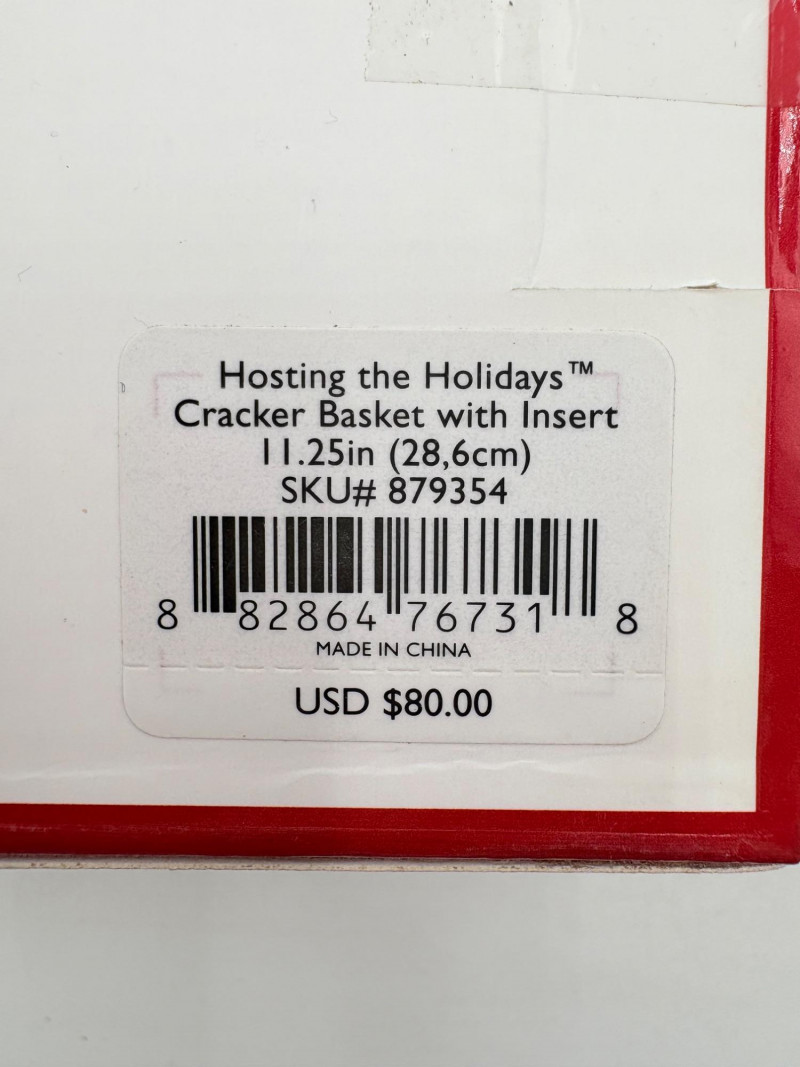 Hosting the Holidays™
Cracker Basket with Insert
11.25in (28,6cm)
SKU# 879354
8 82864 76731 8
MADE IN CHINA
USD $80.00